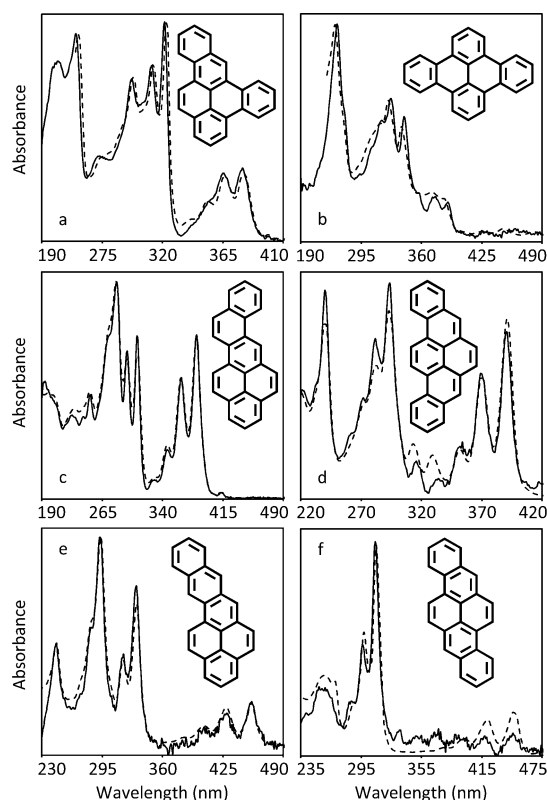 Absorbance
a
b
190 275 320 365 410
190 295 360 425 490
Absorbance
c
d
190 265 340 415 490
220 270 320 370 420
Absorbance
e
f
230 295 360 425 490
235 295 355 415 475
Wavelength (nm)
Wavelength (nm)